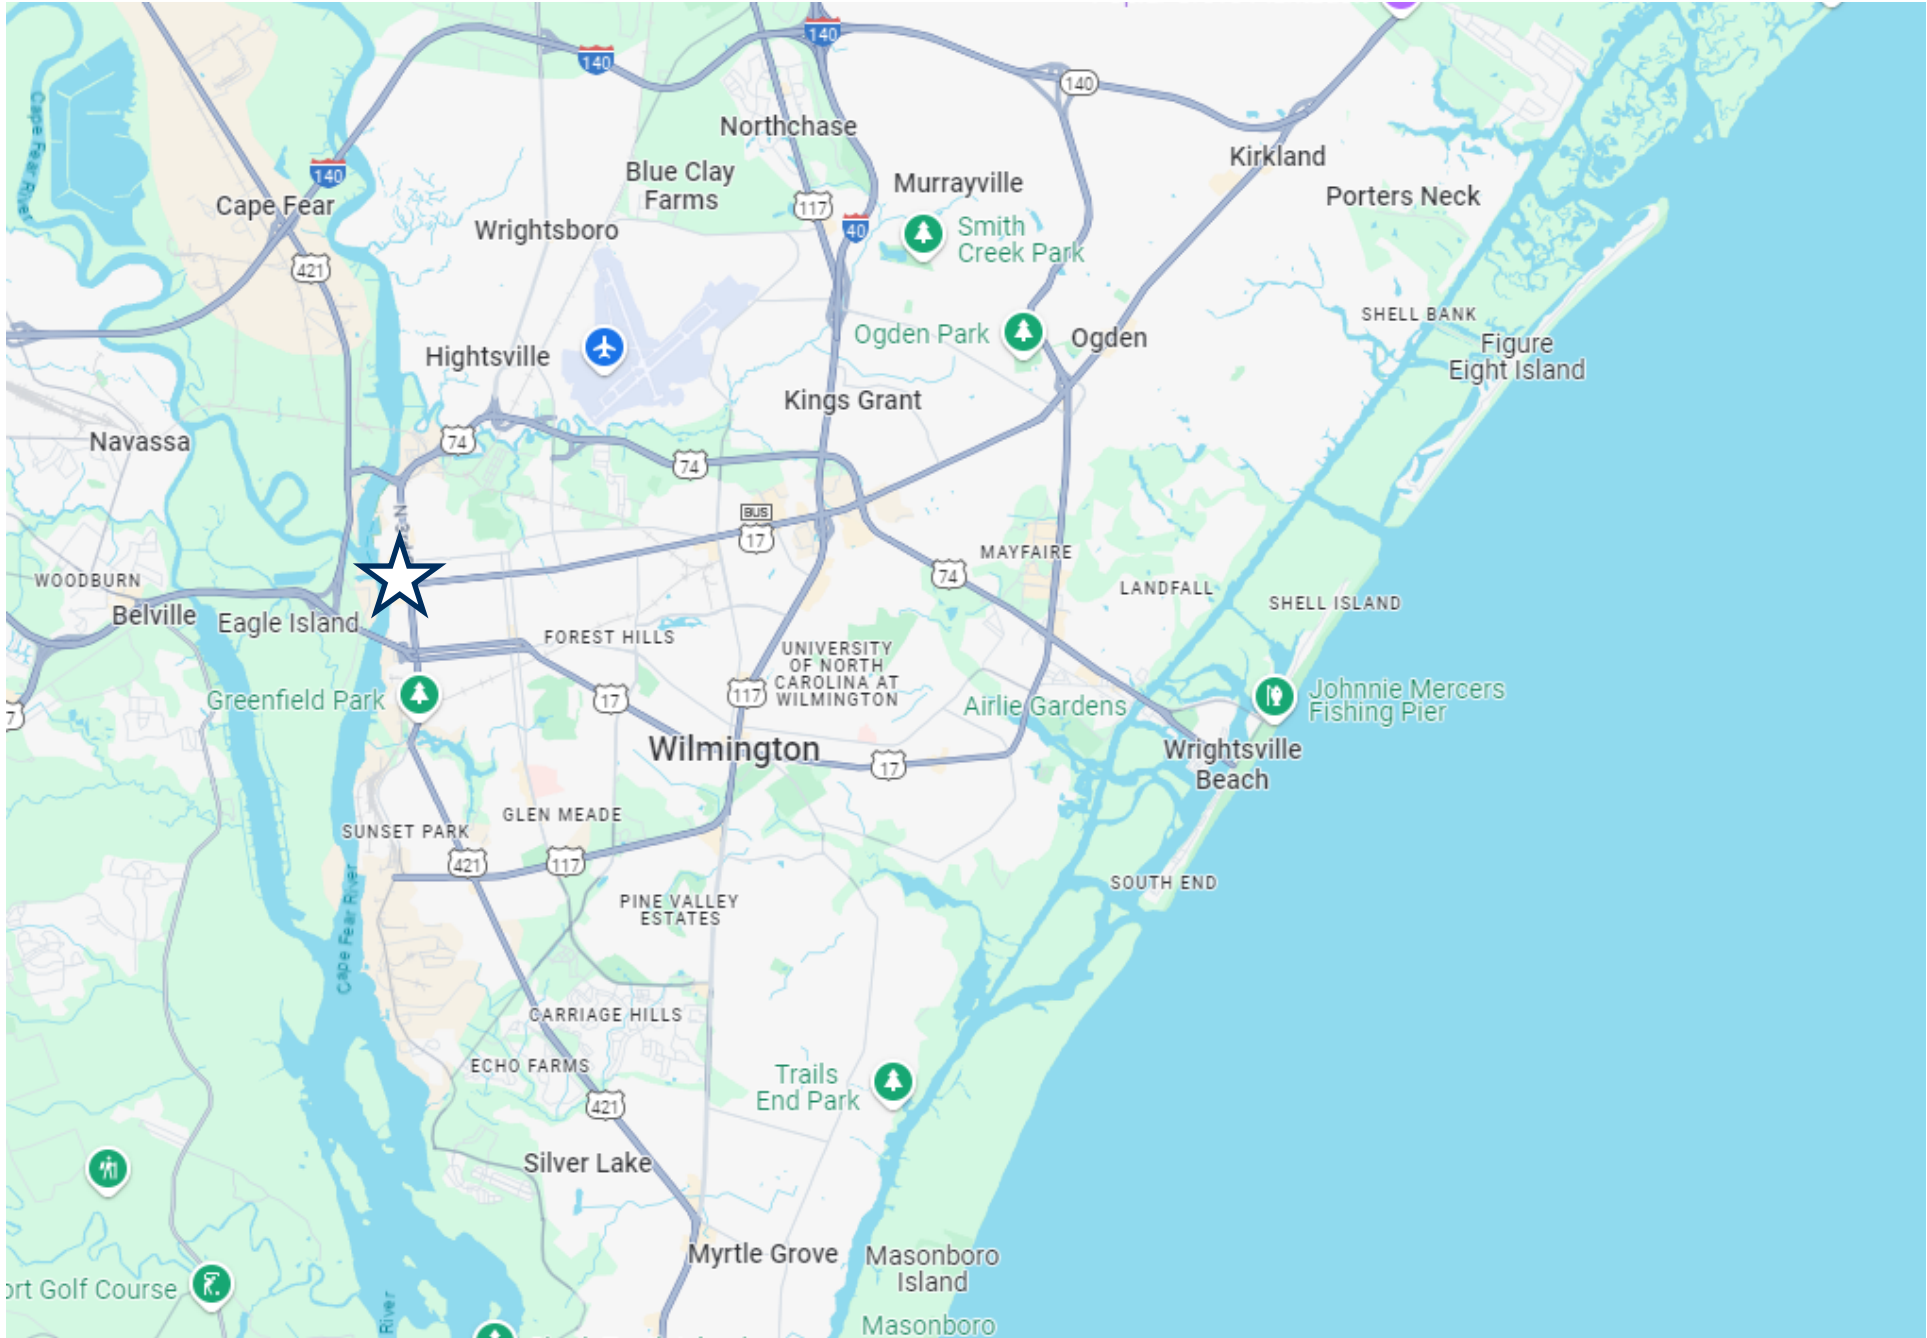 140
140
140
Northchase
Kirkland
Blue Clay
Farms
140
Murrayville
Porters Neck
Cape Fear River
Cape Fear
117
Wrightsboro
40
Smith
Creek Park
421
SHELL BANK
Ogden Park
Ogden
Figure
Eight Island
Hightsville
Kings Grant
Navassa
74
74
BUS
17
MAYFAIRE
74
WOODBURN
LANDFALL
SHELL ISLAND
Belville
Eagle Island
FOREST HILLS
UNIVERSITY
OF NORTH
CAROLINA AT
WILMINGTON
Greenfield Park
17
117
Airlie Gardens
Johnnie Mercers
Fishing Pier
7
Wilmington
17
Wrightsville
Beach
GLEN MEADE
SUNSET PARK
421
117
SOUTH END
PINE VALLEY
ESTATES
Cape Fear River
CARRIAGE HILLS
ECHO FARMS
Trails
End Park
421
Silver Lake
Myrtle Grove
Masonboro
Island
ort Golf Course
River
Masonboro